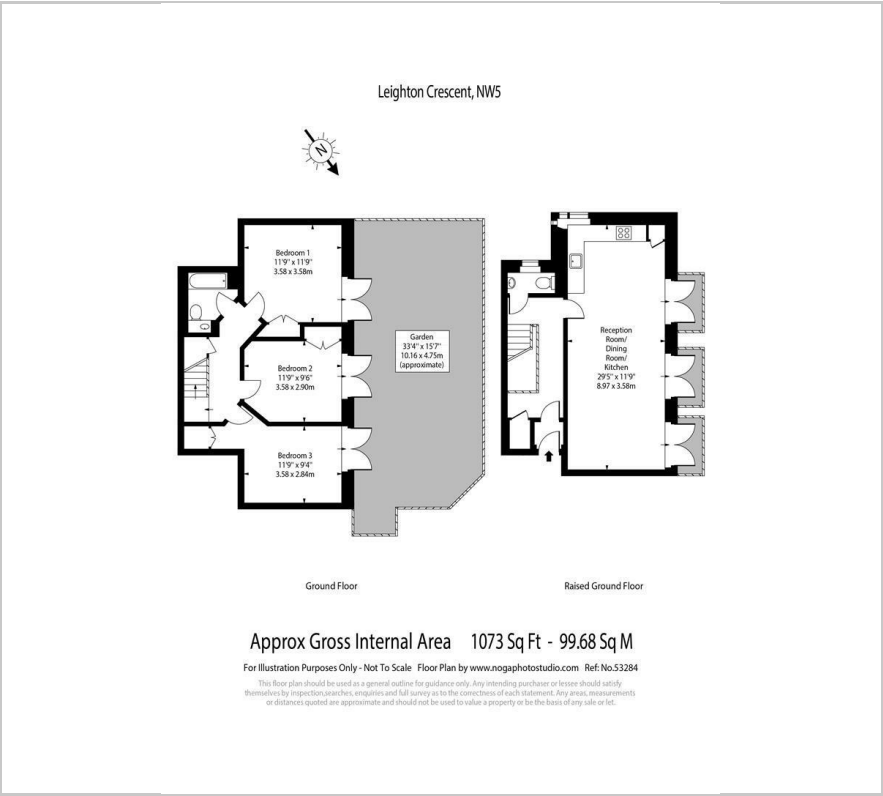 Leighton Crescent, NW5
N
Bedroom 1
11'9" x 11'9"
3.58 x 3.58m
Bedroom 2
11'9" x 9'6"
3.58 x 2.90m
Bedroom 3
11'9" x 9'4"
3.58 x 2.84m
Garden
33'4" x 15'7"
10.16 x 4.75m
(approximate)
Reception
Room/
Dining
Room/
Kitchen
29'5" x 11'9"
8.97 x 3.58m
Ground Floor
Raised Ground Floor
Approx Gross Internal Area 1073 Sq Ft - 99.68 Sq M
For Illustration Purposes Only - Not To Scale Floor Plan by www.nogaphotostudio.com Ref: No.53284
This floor plan should be used as a general outline for guidance only. Any intending purchaser or lessee should satisfy
themselves by inspection,searches, enquiries and full survey as to the correctness of each statement. Any areas, measurements
or distances quoted are approximate and should not be used to value a property or be the basis of any sale or let.